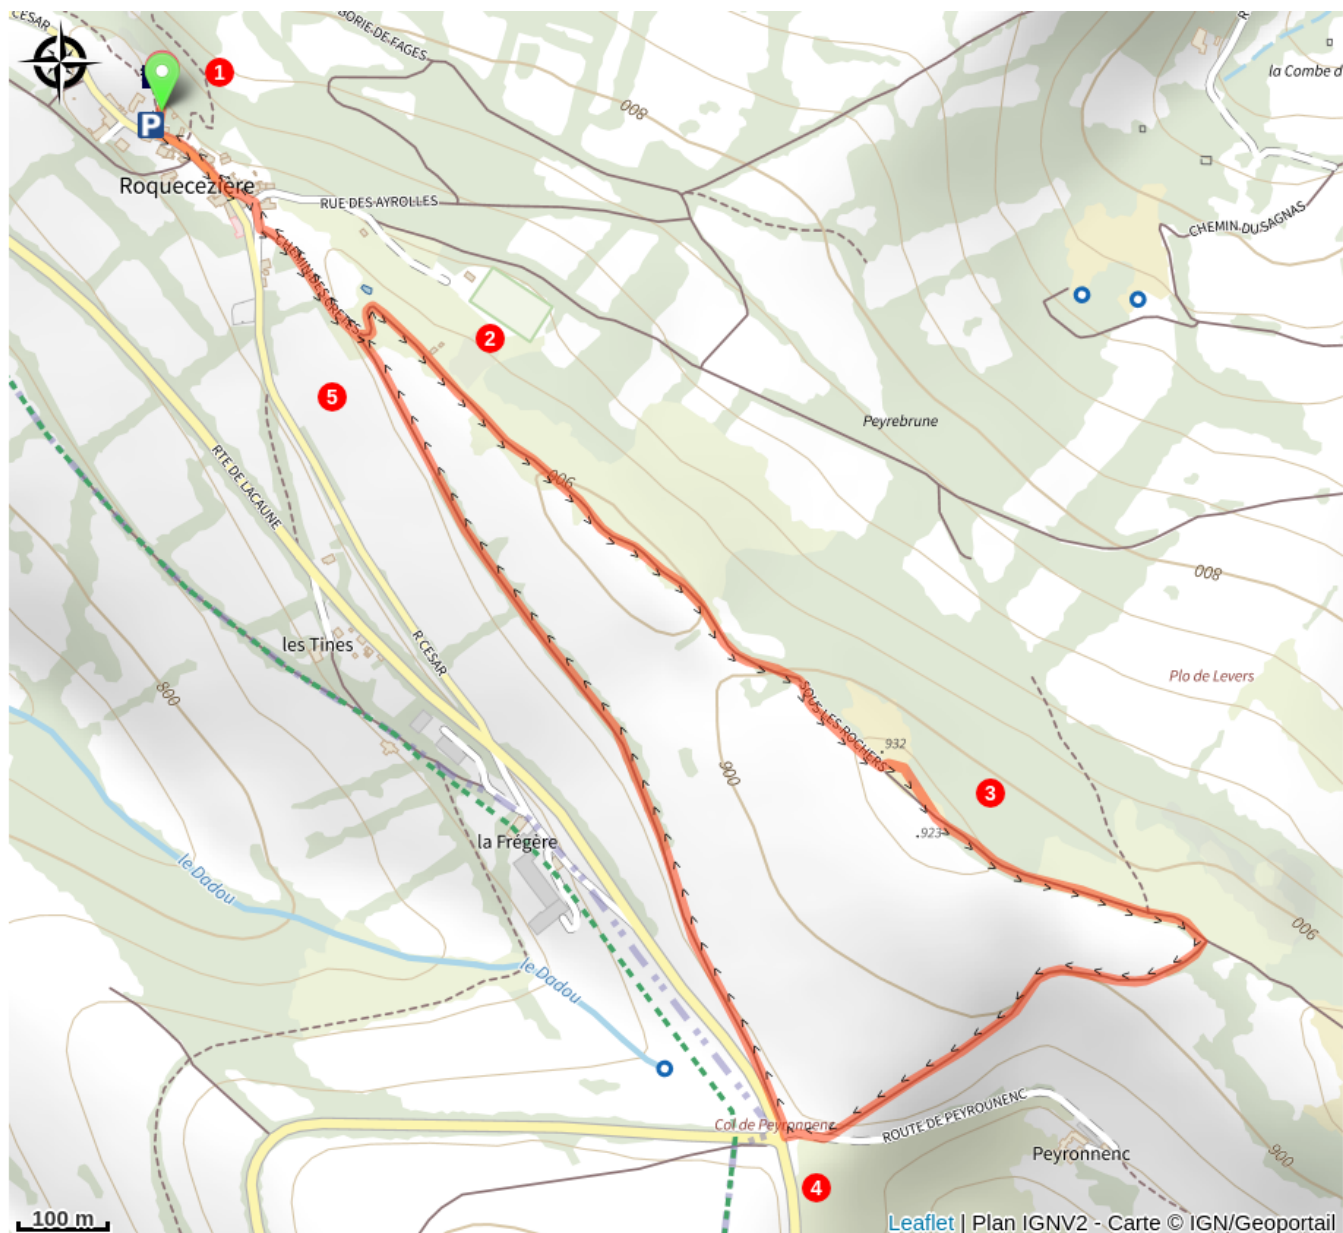 CESAR
BORIE-DE-FAGES
R
la Combe d
1
P
800
Roquecezière
RUE DES AYROLLES
CHEMIN DU SAGNAS
CHEMIN DES CRETES
2
5
Peyrebrune
RTE DE LACAUNE
900
800
les Tines
R CESAR
Plo de Levers
800
SOUS LES ROCHERS
932
900
3
923
la Frégère
le Dadou
900
le Dadou
ROUTE DE PEYROUNENC
Col de Peyronnenc
Peyronnenc
900
4
100 m
Leaflet | Plan IGNV2 - Carte © IGN/Geoportail